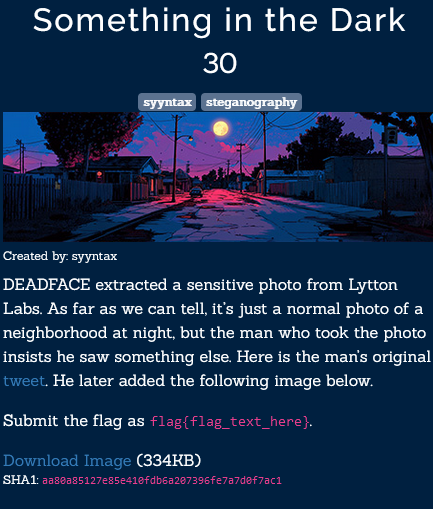 Something in the Dark
30
syyntax steganography
Created by: syyntax
DEADFACE extracted a sensitive photo from Lytton
Labs. As far as we can tell, it's just a normal photo of a
neighborhood at night, but the man who took the photo
insists he saw something else. Here is the man's original
tweet. He later added the following image below.
Submit the flag as flag{flag_text_here}.
Download Image (334KB)
SHA1: aa80a85127e85e410fdb6a207396fe7a7d0f7ac1